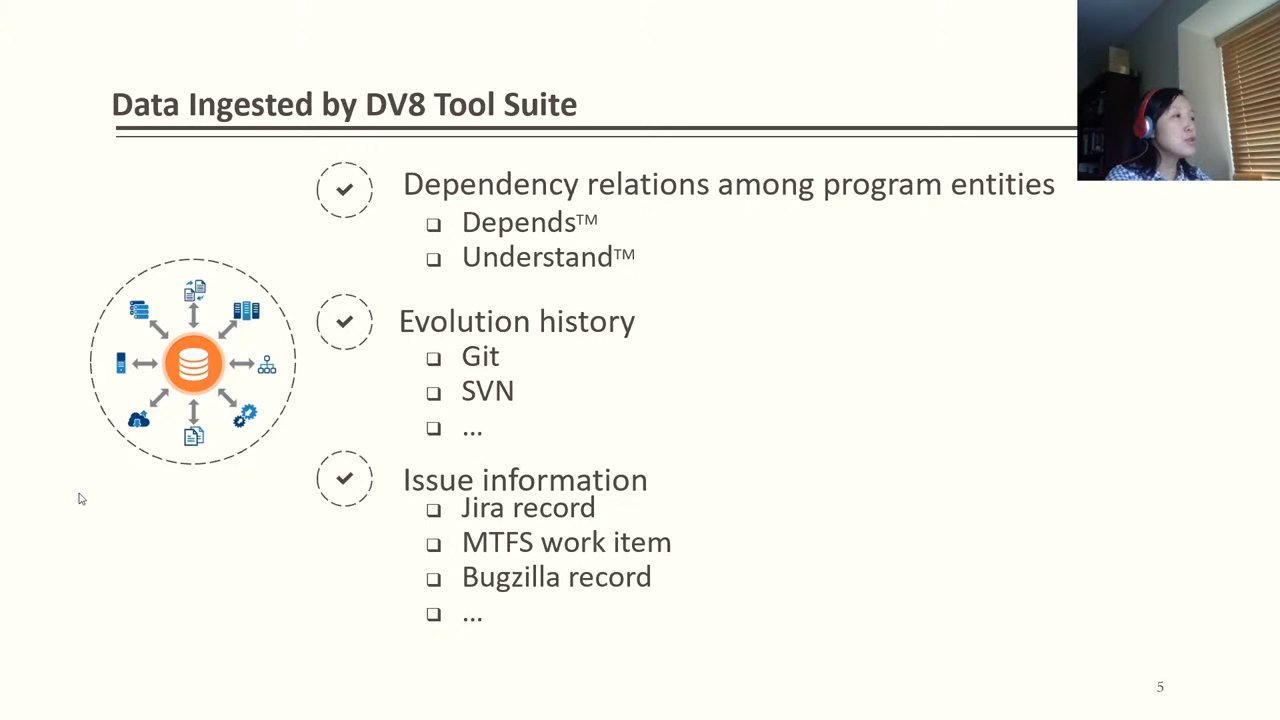 Data Ingested by DV8 Tool Suite
Dependency relations among program entities
Depends™
Understand™
Evolution history
Git
SVN
...
Issue information
Jira record
MTFS work item
Bugzilla record
...
5